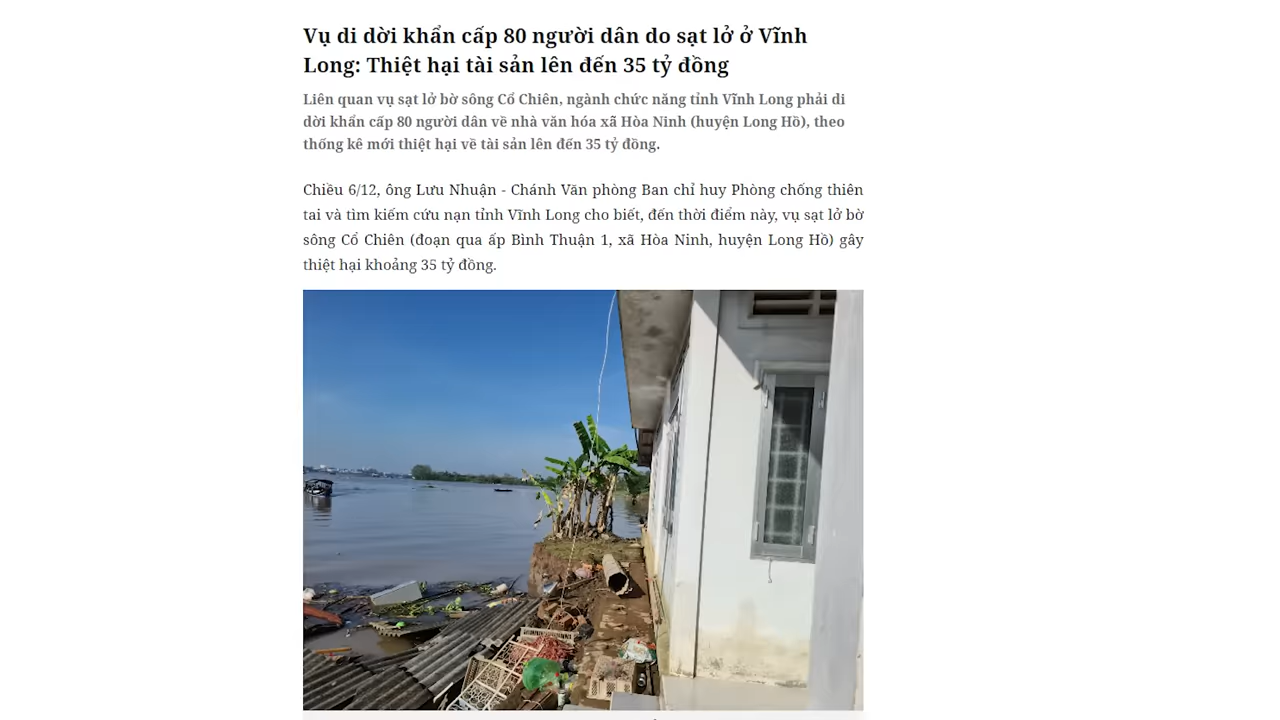 Vụ di dời khẩn cấp 80 người dân do sạt lở ở Vĩnh
Long: Thiệt hại tài sản lên đến 35 tỷ đồng
Liên quan vụ sạt lở bờ sông Cổ Chiên, ngành chức năng tỉnh Vĩnh Long phải di
dời khẩn cấp 80 người dân về nhà văn hóa xã Hòa Ninh (huyện Long Hồ), theo
thống kê mới thiệt hại về tài sản lên đến 35 tỷ đồng.
Chiều 6/12, ông Lưu Nhuận - Chánh Văn phòng Ban chỉ huy Phòng chống thiên
tai và tìm kiếm cứu nạn tỉnh Vĩnh Long cho biết, đến thời điểm này, vụ sạt lở bờ
sông Cổ Chiên (đoạn qua ấp Bình Thuận 1, xã Hòa Ninh, huyện Long Hồ) gây
thiệt hại khoảng 35 tỷ đồng.